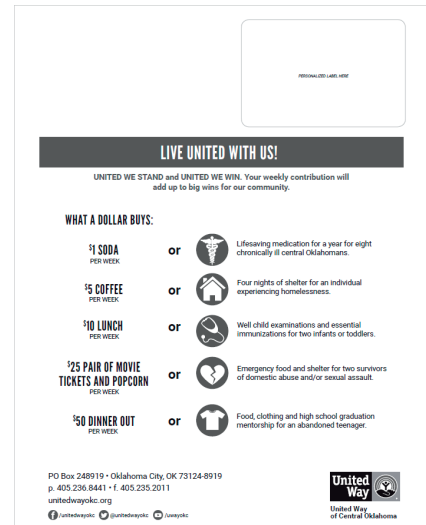 PERSONALIZED LABEL HERE
LIVE UNITED WITH US!
UNITED WE STAND and UNITED WE WIN. Your weekly contribution will
add up to big wins for our community.
WHAT A DOLLAR BUYS:
$1 SODA
PER WEEK
or
Lifesaving medication for a year for eight
chronically ill central Oklahomans.
$5 COFFEE
PER WEEK
or
Four nights of shelter for an individual
experiencing homelessness.
$10 LUNCH
PER WEEK
or
Well child examinations and essential
immunizations for two infants or toddlers.
$25 PAIR OF MOVIE
TICKETS AND POPCORN
PER WEEK
or
Emergency food and shelter for two survivors
of domestic abuse and/or sexual assault.
$50 DINNER OUT
PER WEEK
or
Food, clothing and high school graduation
mentorship for an abandoned teenager.
PO Box 248919 • Oklahoma City, OK 73124-8919
p. 405.236.8441 • f. 405.235.2011
unitedwayokc.org
/unitedwayokc @unitedwayokc /uwayokc
United
Way
United Way
of Central Oklahoma